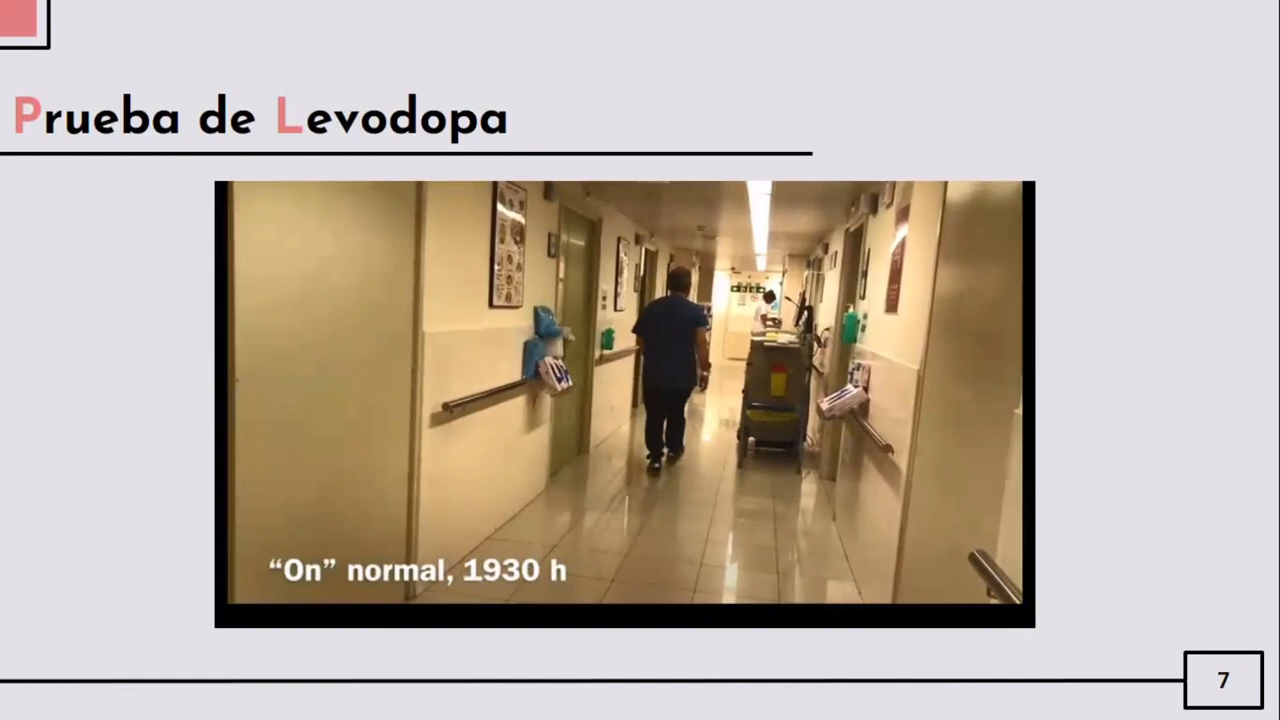 Prueba de Levodopa
“On” normal, 1930 h
7